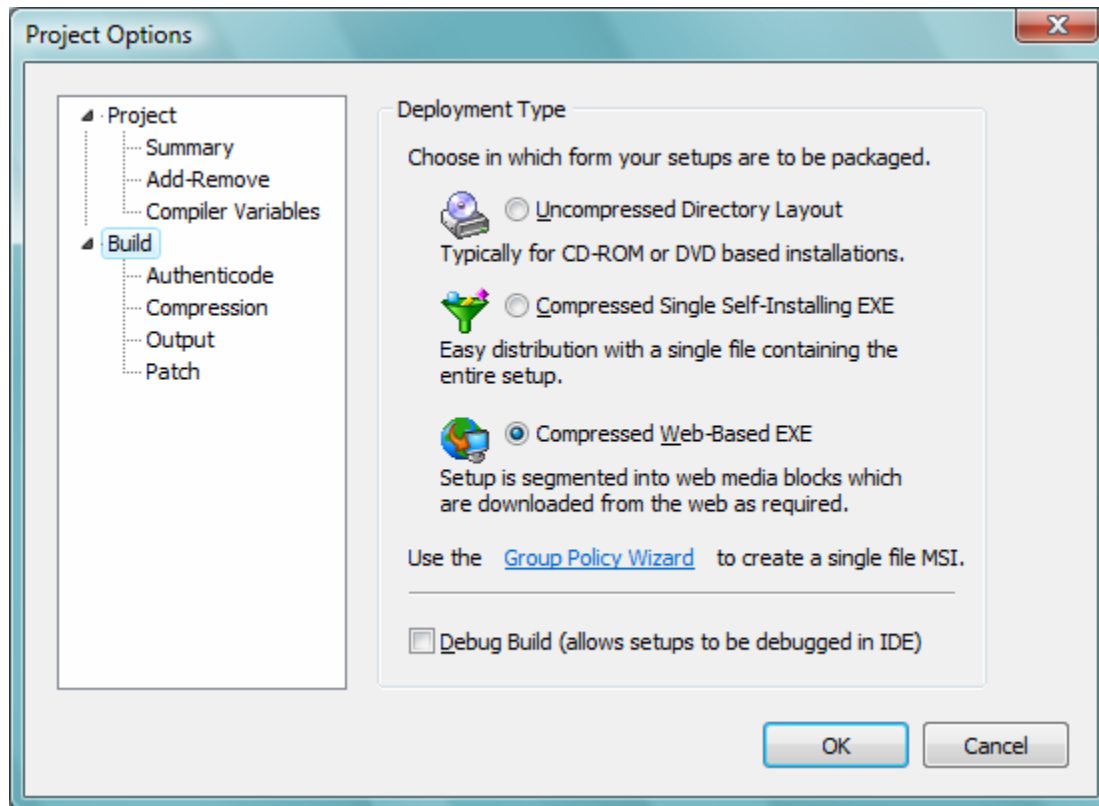 Project Options
Project
Summary
Add-Remove
Compiler Variables
Build
Authenticode
Compression
Output
Patch
Deployment Type
Choose in which form your setups are to be packaged.
Uncompressed Directory Layout
Typically for CD-ROM or DVD based installations.
Compressed Single Self-Installing EXE
Easy distribution with a single file containing the
entire setup.
Compressed Web-Based EXE
Setup is segmented into web media blocks which
are downloaded from the web as required.
Use the Group Policy Wizard to create a single file MSI.
Debug Build (allows setups to be debugged in IDE)
OK
Cancel